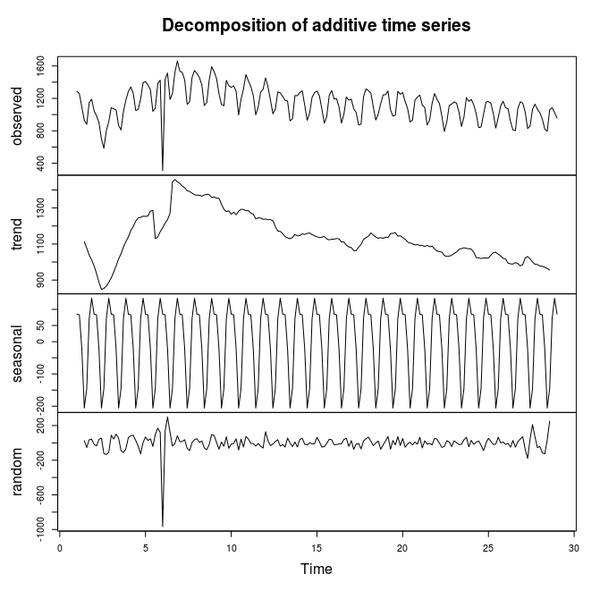 Decomposition of additive time series
observed
400 800 1200 1600
trend
900 1100 1300
seasonal
-200 -100 0 50
random
-1000 -600 -200 200
0 5 10 15 20 25 30
Time